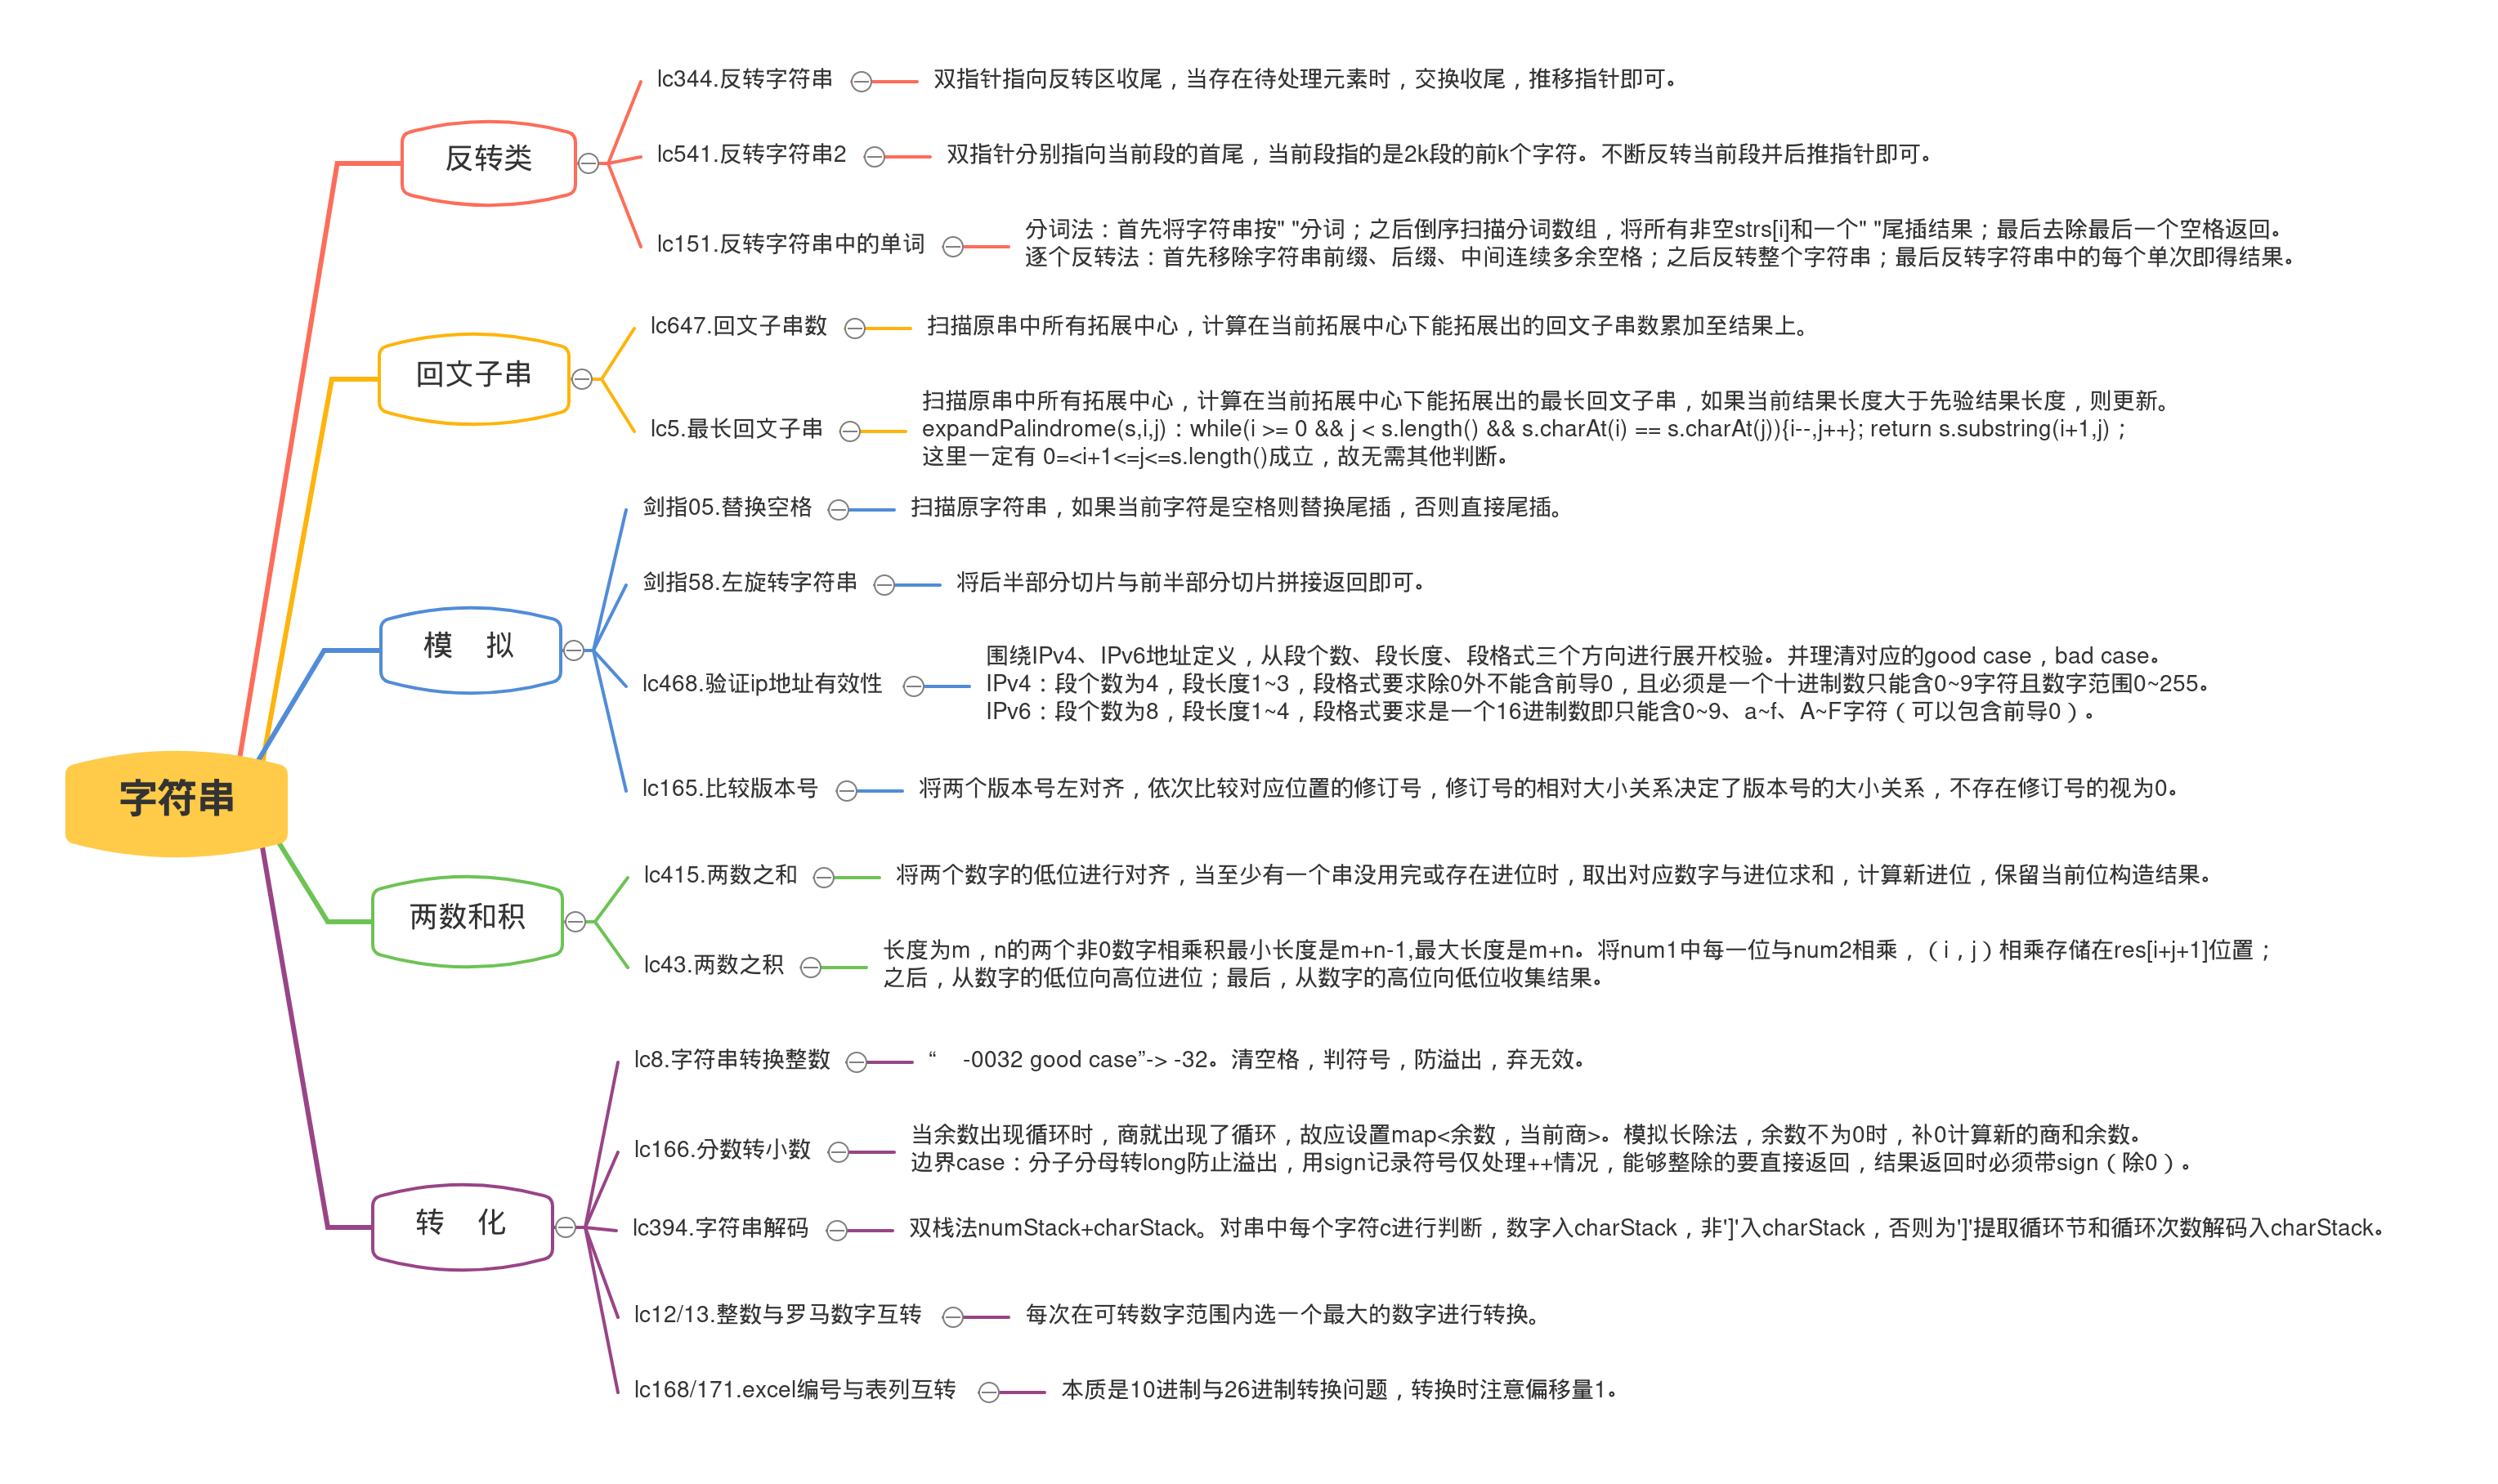 字符串
反转类
lc344.反转字符串
双指针指向反转区收尾，当存在待处理元素时，交换收尾，推移指针即可。
lc541.反转字符串2
双指针分别指向当前段的首尾，当前段指的是2k段的前k个字符。不断反转当前段并后推指针即可。
lc151.反转字符串中的单词
分词法：首先将字符串按" "分词；之后倒序扫描分词数组，将所有非空strs[i]和一个" "尾插结果；最后去除最后一个空格返回。
逐个反转法：首先移除字符串前缀、后缀、中间连续多余空格；之后反转整个字符串；最后反转字符串中的每个单次即得结果。
回文子串
lc647.回文子串数
扫描原串中所有拓展中心，计算在当前拓展中心下能拓展出的回文子串数累加至结果上。
lc5.最长回文子串
扫描原串中所有拓展中心，计算在当前拓展中心下能拓展出的最长回文子串，如果当前结果长度大于先验结果长度，则更新。
expandPalindrome(s,i,j)：while(i >= 0 && j < s.length() && s.charAt(i) == s.charAt(j)){i--,j++}; return s.substring(i+1,j)；
这里一定有 0=<i+1<=j<=s.length()成立，故无需其他判断。
模 拟
剑指05.替换空格
扫描原字符串，如果当前字符是空格则替换尾插，否则直接尾插。
剑指58.左旋转字符串
将后半部分切片与前半部分切片拼接返回即可。
lc468.验证ip地址有效性
围绕IPv4、IPv6地址定义，从段个数、段长度、段格式三个方向进行展开校验。并理清对应的good case，bad case。
IPv4：段个数为4，段长度1~3，段格式要求除0外不能含前导0，且必须是一个十进制数只能含0~9字符且数字范围0~255。
IPv6：段个数为8，段长度1~4，段格式要求是一个16进制数即只能含0~9、a~f、A~F字符（可以包含前导0）。
lc165.比较版本号
将两个版本号左对齐，依次比较对应位置的修订号，修订号的相对大小关系决定了版本号的大小关系，不存在修订号的视为0。
两数和积
lc415.两数之和
将两个数字的低位进行对齐，当至少有一个串没用完或存在进位时，取出对应数字与进位求和，计算新进位，保留当前位构造结果。
lc43.两数之积
长度为m，n的两个非0数字相乘积最小长度是m+n-1,最大长度是m+n。将num1中每一位与num2相乘，（i，j）相乘存储在res[i+j+1]位置；
之后，从数字的低位向高位进位；最后，从数字的高位向低位收集结果。
转 化
lc8.字符串转换整数
“ -0032 good case”-> -32。清空格，判符号，防溢出，弃无效。
lc166.分数转小数
当余数出现循环时，商就出现了循环，故应设置map<余数，当前商>。模拟长除法，余数不为0时，补0计算新的商和余数。
边界case：分子分母转long防止溢出，用sign记录符号仅处理++情况，能够整除的要直接返回，结果返回时必须带sign（除0）。
lc394.字符串解码
双栈法numStack+charStack。对串中每个字符c进行判断，数字入charStack，非']'入charStack，否则为']'提取循环节和循环次数解码入charStack。
lc12/13.整数与罗马数字互转
每次在可转数字范围内选一个最大的数字进行转换。
lc168/171.excel编号与表列互转
本质是10进制与26进制转换问题，转换时注意偏移量1。